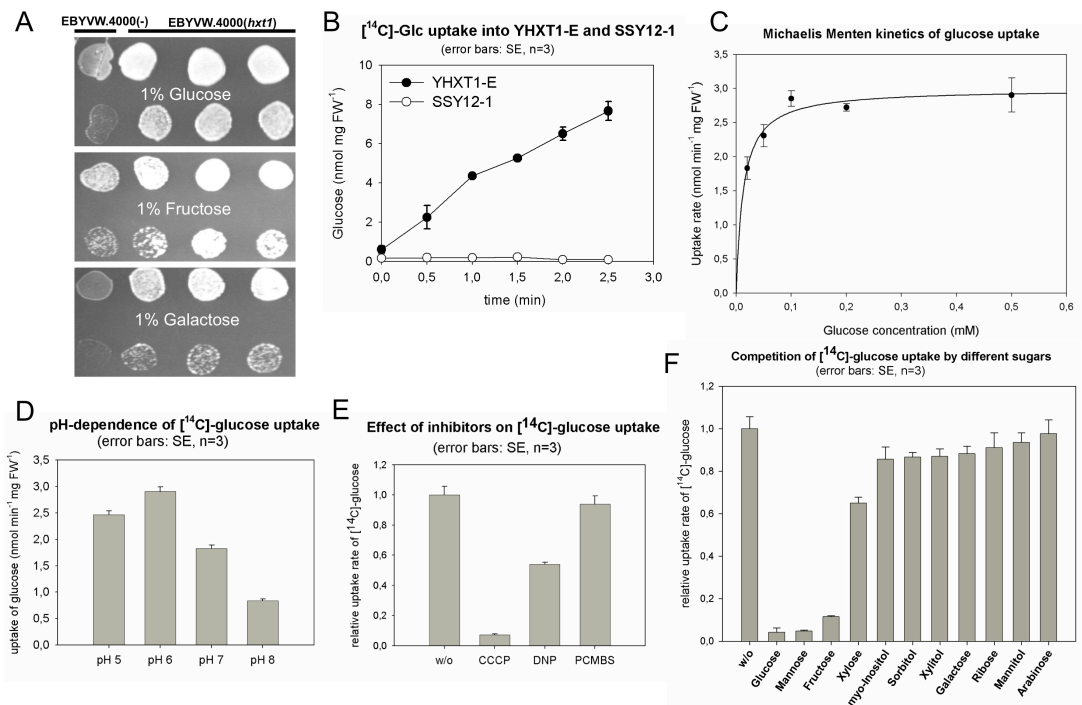 A
EBYVW.4000(-)
EBYVW.4000(hxt1)
1% Glucose
1% Fructose
1% Galactose
B
[¹⁴C]-Glc uptake into YHXT1-E and SSY12-1
(error bars: SE, n=3)
Glucose (nmol mg FW⁻¹)
10
8
6
4
2
0
YHXT1-E
SSY12-1
0,0 0,5 1,0 1,5 2,0 2,5 3,0
time (min)
C
Michaelis Menten kinetics of glucose uptake
Uptake rate (nmol min⁻¹ mg FW⁻¹)
3,5
3,0
2,5
2,0
1,5
1,0
0,5
0,0
0,0 0,1 0,2 0,3 0,4 0,5 0,6
Glucose concentration (mM)
D
pH-dependence of [¹⁴C]-glucose uptake
(error bars: SE, n=3)
uptake of glucose (nmol min⁻¹ mg FW⁻¹)
3,5
3,0
2,5
2,0
1,5
1,0
0,5
0,0
pH 5 pH 6 pH 7 pH 8
E
Effect of inhibitors on [¹⁴C]-glucose uptake
(error bars: SE, n=3)
relative uptake rate of [¹⁴C]-glucose
1,2
1,0
0,8
0,6
0,4
0,2
0,0
w/o CCCP DNP PCMBS
F
Competition of [¹⁴C]-glucose uptake by different sugars
(error bars: SE, n=3)
relative uptake rate of [¹⁴C]-glucose
1,2
1,0
0,8
0,6
0,4
0,2
0,0
w/o Glucose Mannose Fructose Xylose myo-Inositol Sorbitol Xylitol Galactose Ribose Mannitol Arabinose